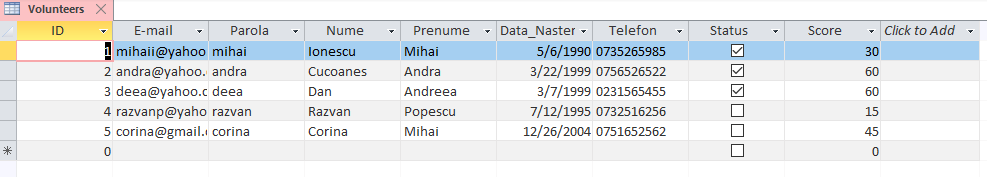 Volunteers
ID E-mail Parola Nume Prenume Data_Naster Telefon Status Score Click to Add
1 mihaii@yahoo mihai Ionescu Mihai 5/6/1990 0735265985 30
2 andra@yahoo.c andra Cucoanes Andra 3/22/1999 0756526522 60
3 deea@yahoo.c deea Dan Andreea 3/7/1999 0231565455 60
4 razvanp@yaho razvan Razvan Popescu 7/12/1995 0732516256 15
5 corina@gmail.c corina Corina Mihai 12/26/2004 0751652562 45
0 0